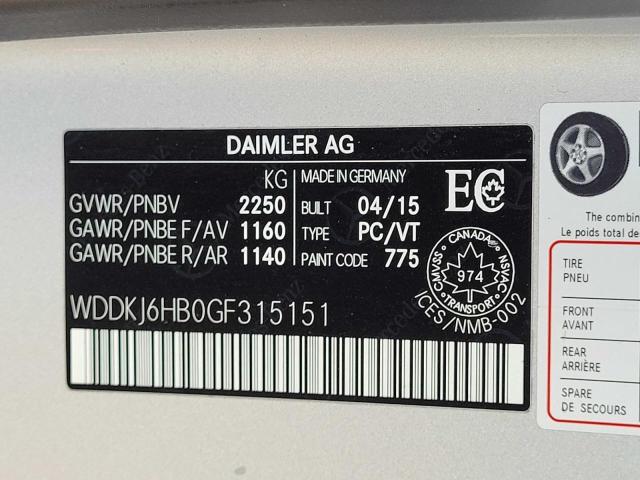 DAIMLER AG
KG
GVWR/PNBV 2250
GAWR/PNBE F/AV 1160
GAWR/PNBE R/AR 1140
MADE IN GERMANY
BUILT 04/15
TYPE PC/VT
PAINT CODE 775
EC
CANADA
CMVSS 974 NSVAC
TRANSPORT
ICES/NMB-002
WDDKJ6HB0GF315151
The combin
Le poids total des
TIRE
PNEU
FRONT
AVANT
REAR
ARRIÈRE
SPARE
DE SECOURS